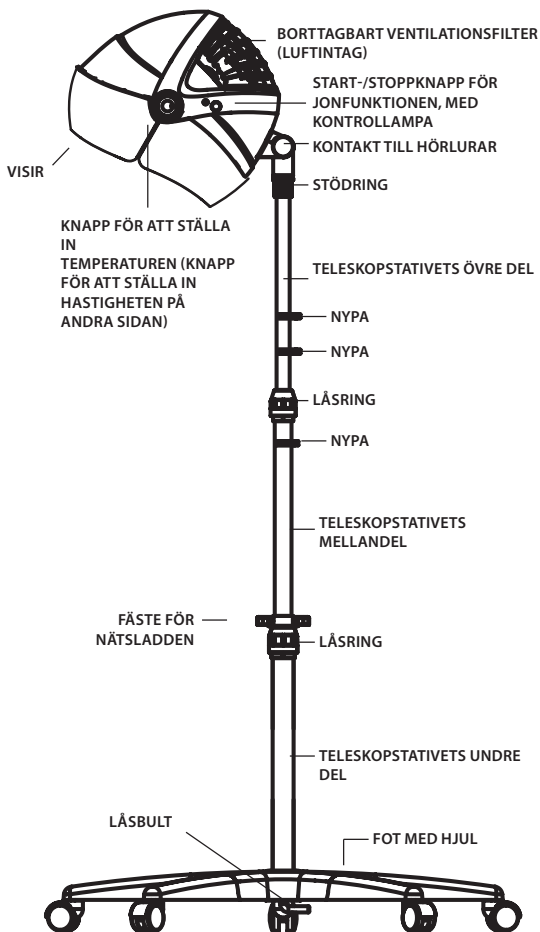 BORTTAGBART VENTILATIONSFILTER
(LUFTINTAG)
START-/STOPPKNAPP FÖR
JONFUNKTIONEN, MED
KONTROLLAMPA
KONTAKT TILL HÖRLURAR
VISIR
STÖDRING
KNAPP FÖR ATT STÄLLA
IN
TEMPERATUREN (KNAPP
FÖR ATT STÄLLA IN
HASTIGHETEN PÅ
ANDRA SIDAN)
TELESKOPSTATIVETS ÖVRE DEL
NYPA
NYPA
LÅSRING
NYPA
TELESKOPSTATIVETS
MELLANDEL
FÄSTE FÖR
NÄTSLADDEN
LÅSRING
TELESKOPSTATIVETS UNDRE
DEL
LÅSBULT
FOT MED HJUL